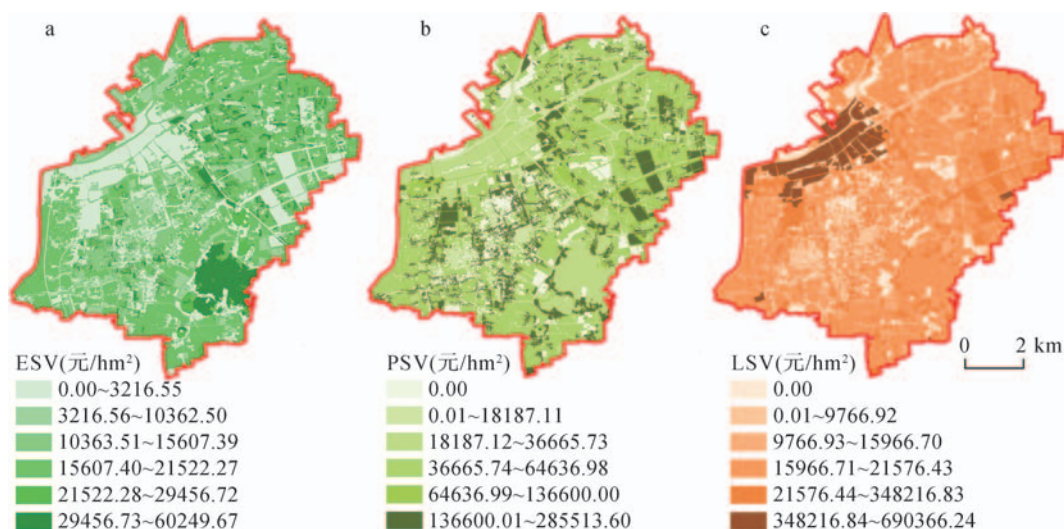 a
b
c
ESV(元/hm²)
0.00~3216.55
3216.56~10362.50
10363.51~15607.39
15607.40~21522.27
21522.28~29456.72
29456.73~60249.67
PSV(元/hm²)
0.00
0.01~18187.11
18187.12~36665.73
36665.74~64636.98
64636.99~136600.00
136600.01~285513.60
LSV(元/hm²)
0.00
0.01~9766.92
9766.93~15966.70
15966.71~21576.43
21576.44~348216.83
348216.84~690366.24
0 2 km